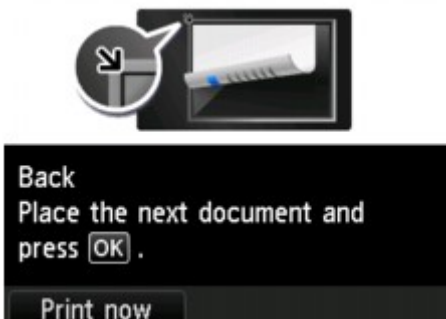 Back
Place the next document and
press OK .
Print now